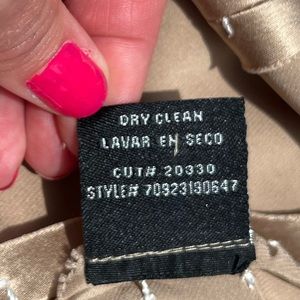 DRY CLEAN
LAVAR EN SECO
CUT# 20330
STYLE# 70923190647